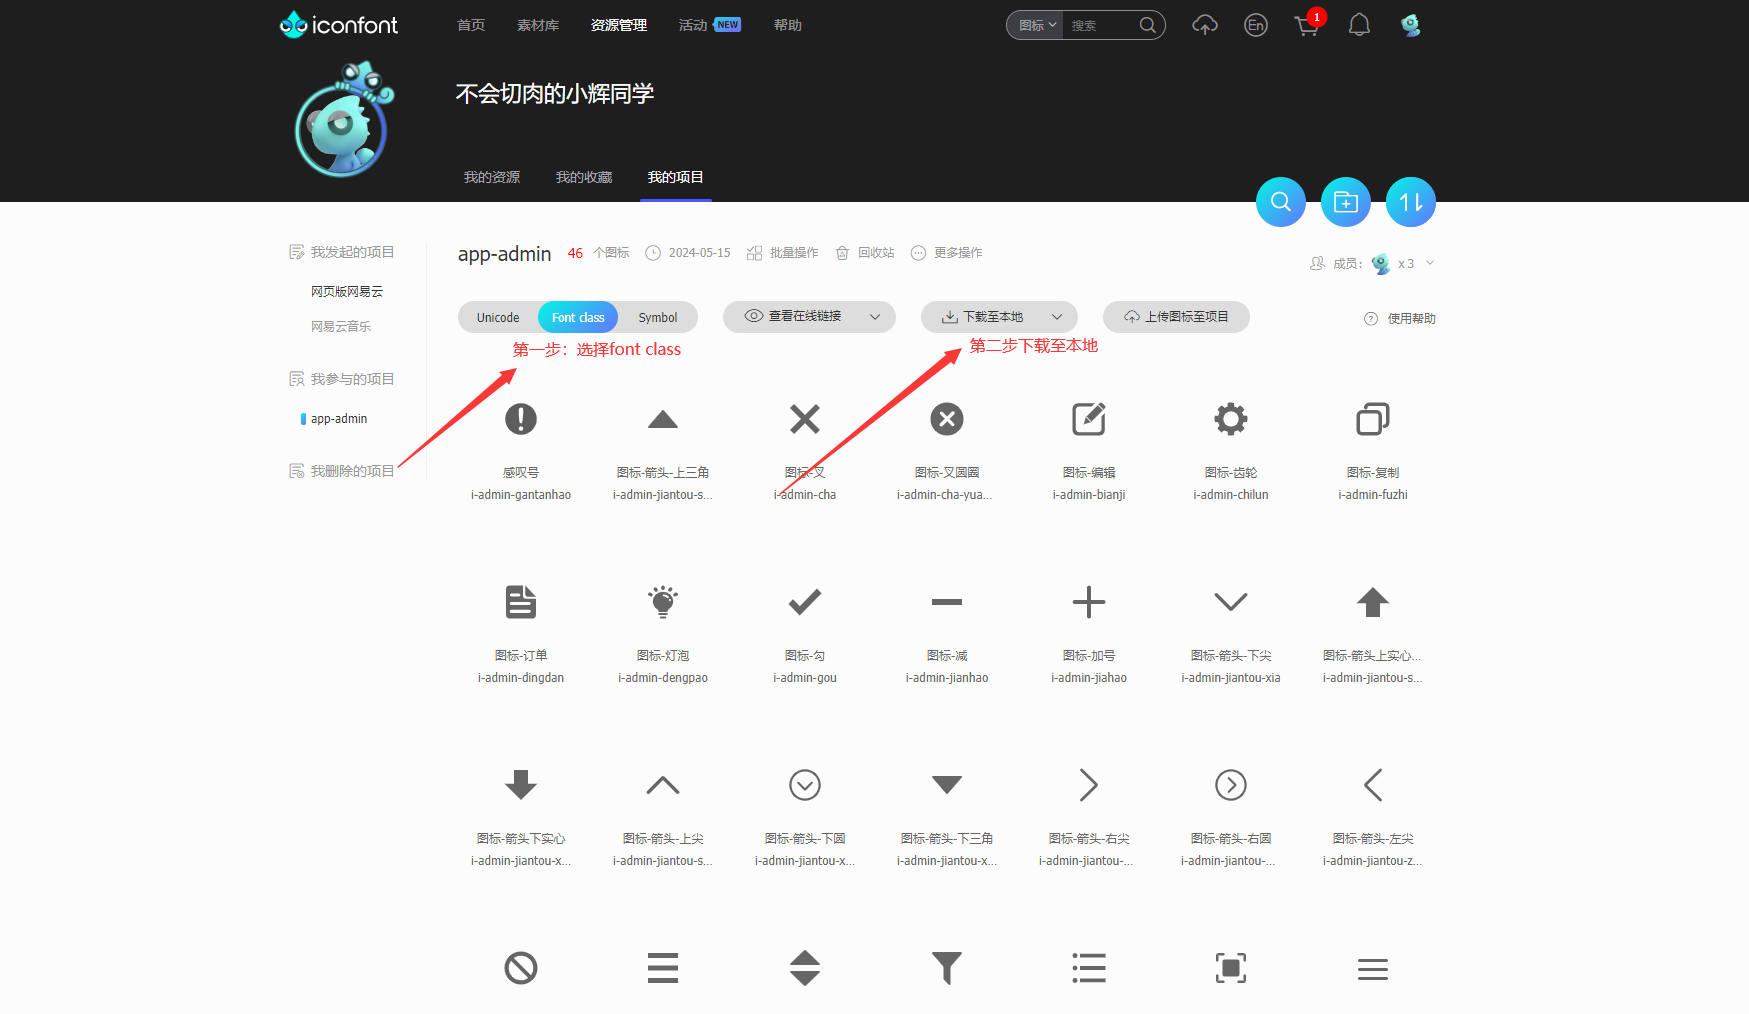 iconfont 首页 素材库 资源管理 活动 NEW 帮助 图标 搜索 En 1
不会切肉的小辉同学
我的资源 我的收藏 我的项目
我发起的项目
网页版网易云
网易云音乐
我参与的项目
app-admin
我删除的项目
app-admin 46 个图标 2024-05-15 批量操作 回收站 更多操作 成员： x 3
Unicode Font class Symbol 查看在线链接 下载至本地 上传图标至项目 使用帮助
第一步：选择font class 第二步下载至本地
感叹号 图标-箭头-上三角 图标-叉 图标-叉圆圈 图标-编辑 图标-齿轮 图标-复制
i-admin-gantanhao i-admin-jiantou-s... i-admin-cha i-admin-cha-yua... i-admin-bianji i-admin-chilun i-admin-fuzhi
图标-订单 图标-灯泡 图标-勾 图标-减 图标-加号 图标-箭头-下尖 图标-箭头上实心...
i-admin-dingdan i-admin-dengpao i-admin-gou i-admin-jianhao i-admin-jiahao i-admin-jiantou-xia i-admin-jiantou-s...
图标-箭头下实心 图标-箭头-上尖 图标-箭头-下圆 图标-箭头-下三角 图标-箭头-右尖 图标-箭头-右圆 图标-箭头-左尖
i-admin-jiantou-x... i-admin-jiantou-s... i-admin-jiantou-x... i-admin-jiantou-x... i-admin-jiantou-... i-admin-jiantou-... i-admin-jiantou-z...